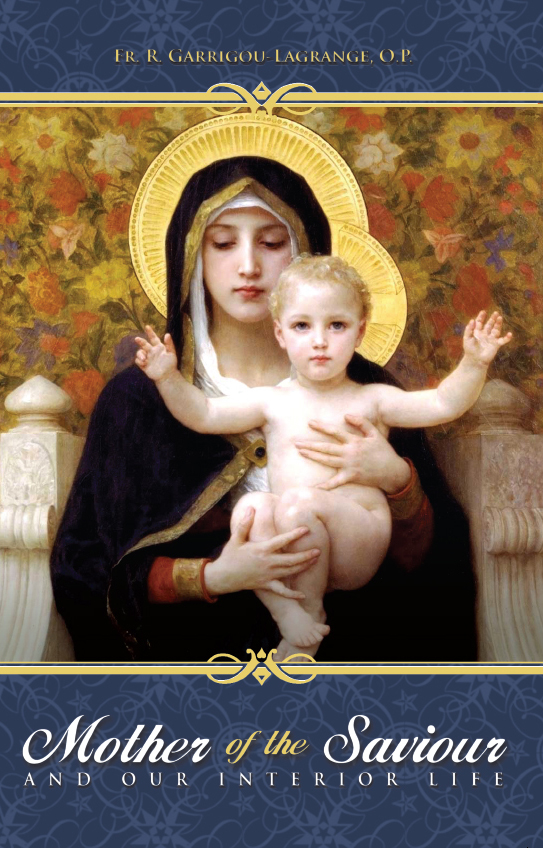 Fr. R. Garrigou-Lagrange, O.P.
Mother of the Saviour
AND OUR INTERIOR LIFE